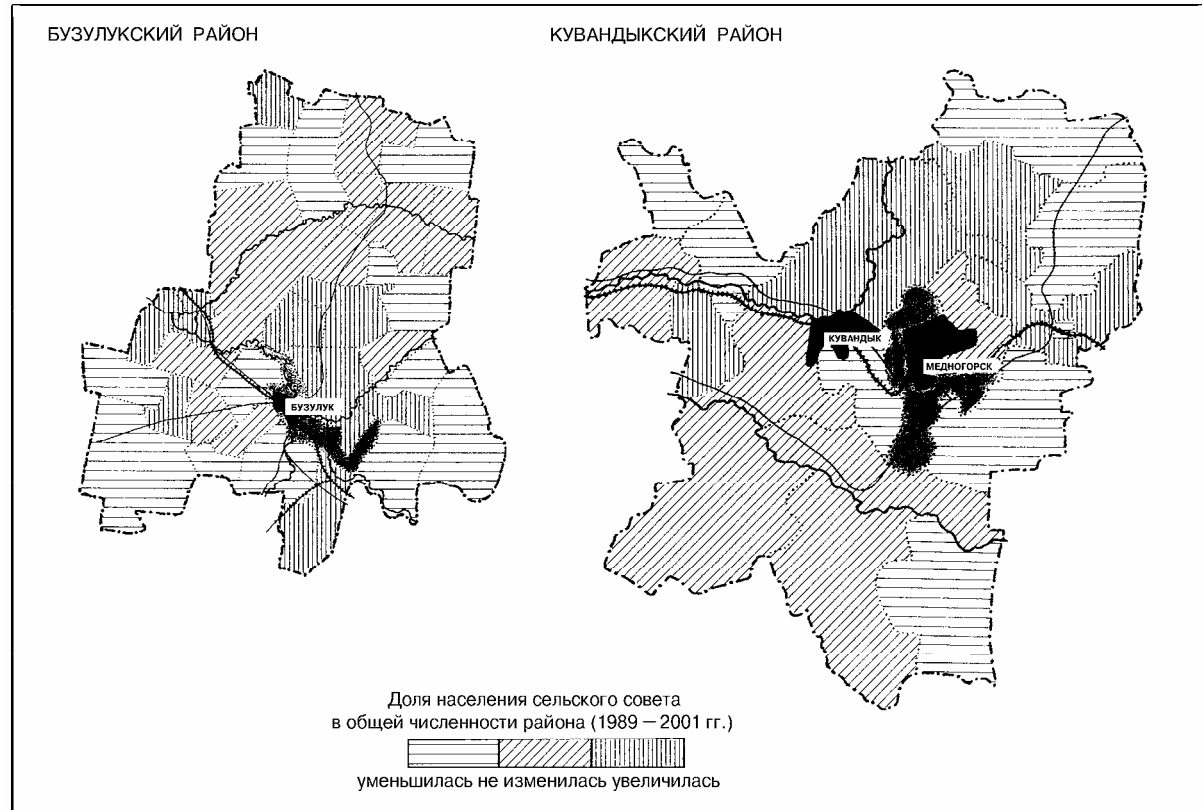 БУЗУЛУКСКИЙ РАЙОН
КУВАНДЫКСКИЙ РАЙОН
КУВАНДЫК
МЕДНОГОРСК
БУЗУЛУК
Доля населения сельского совета
в общей численности района (1989 – 2001 гг.)
уменьшилась не изменилась увеличилась